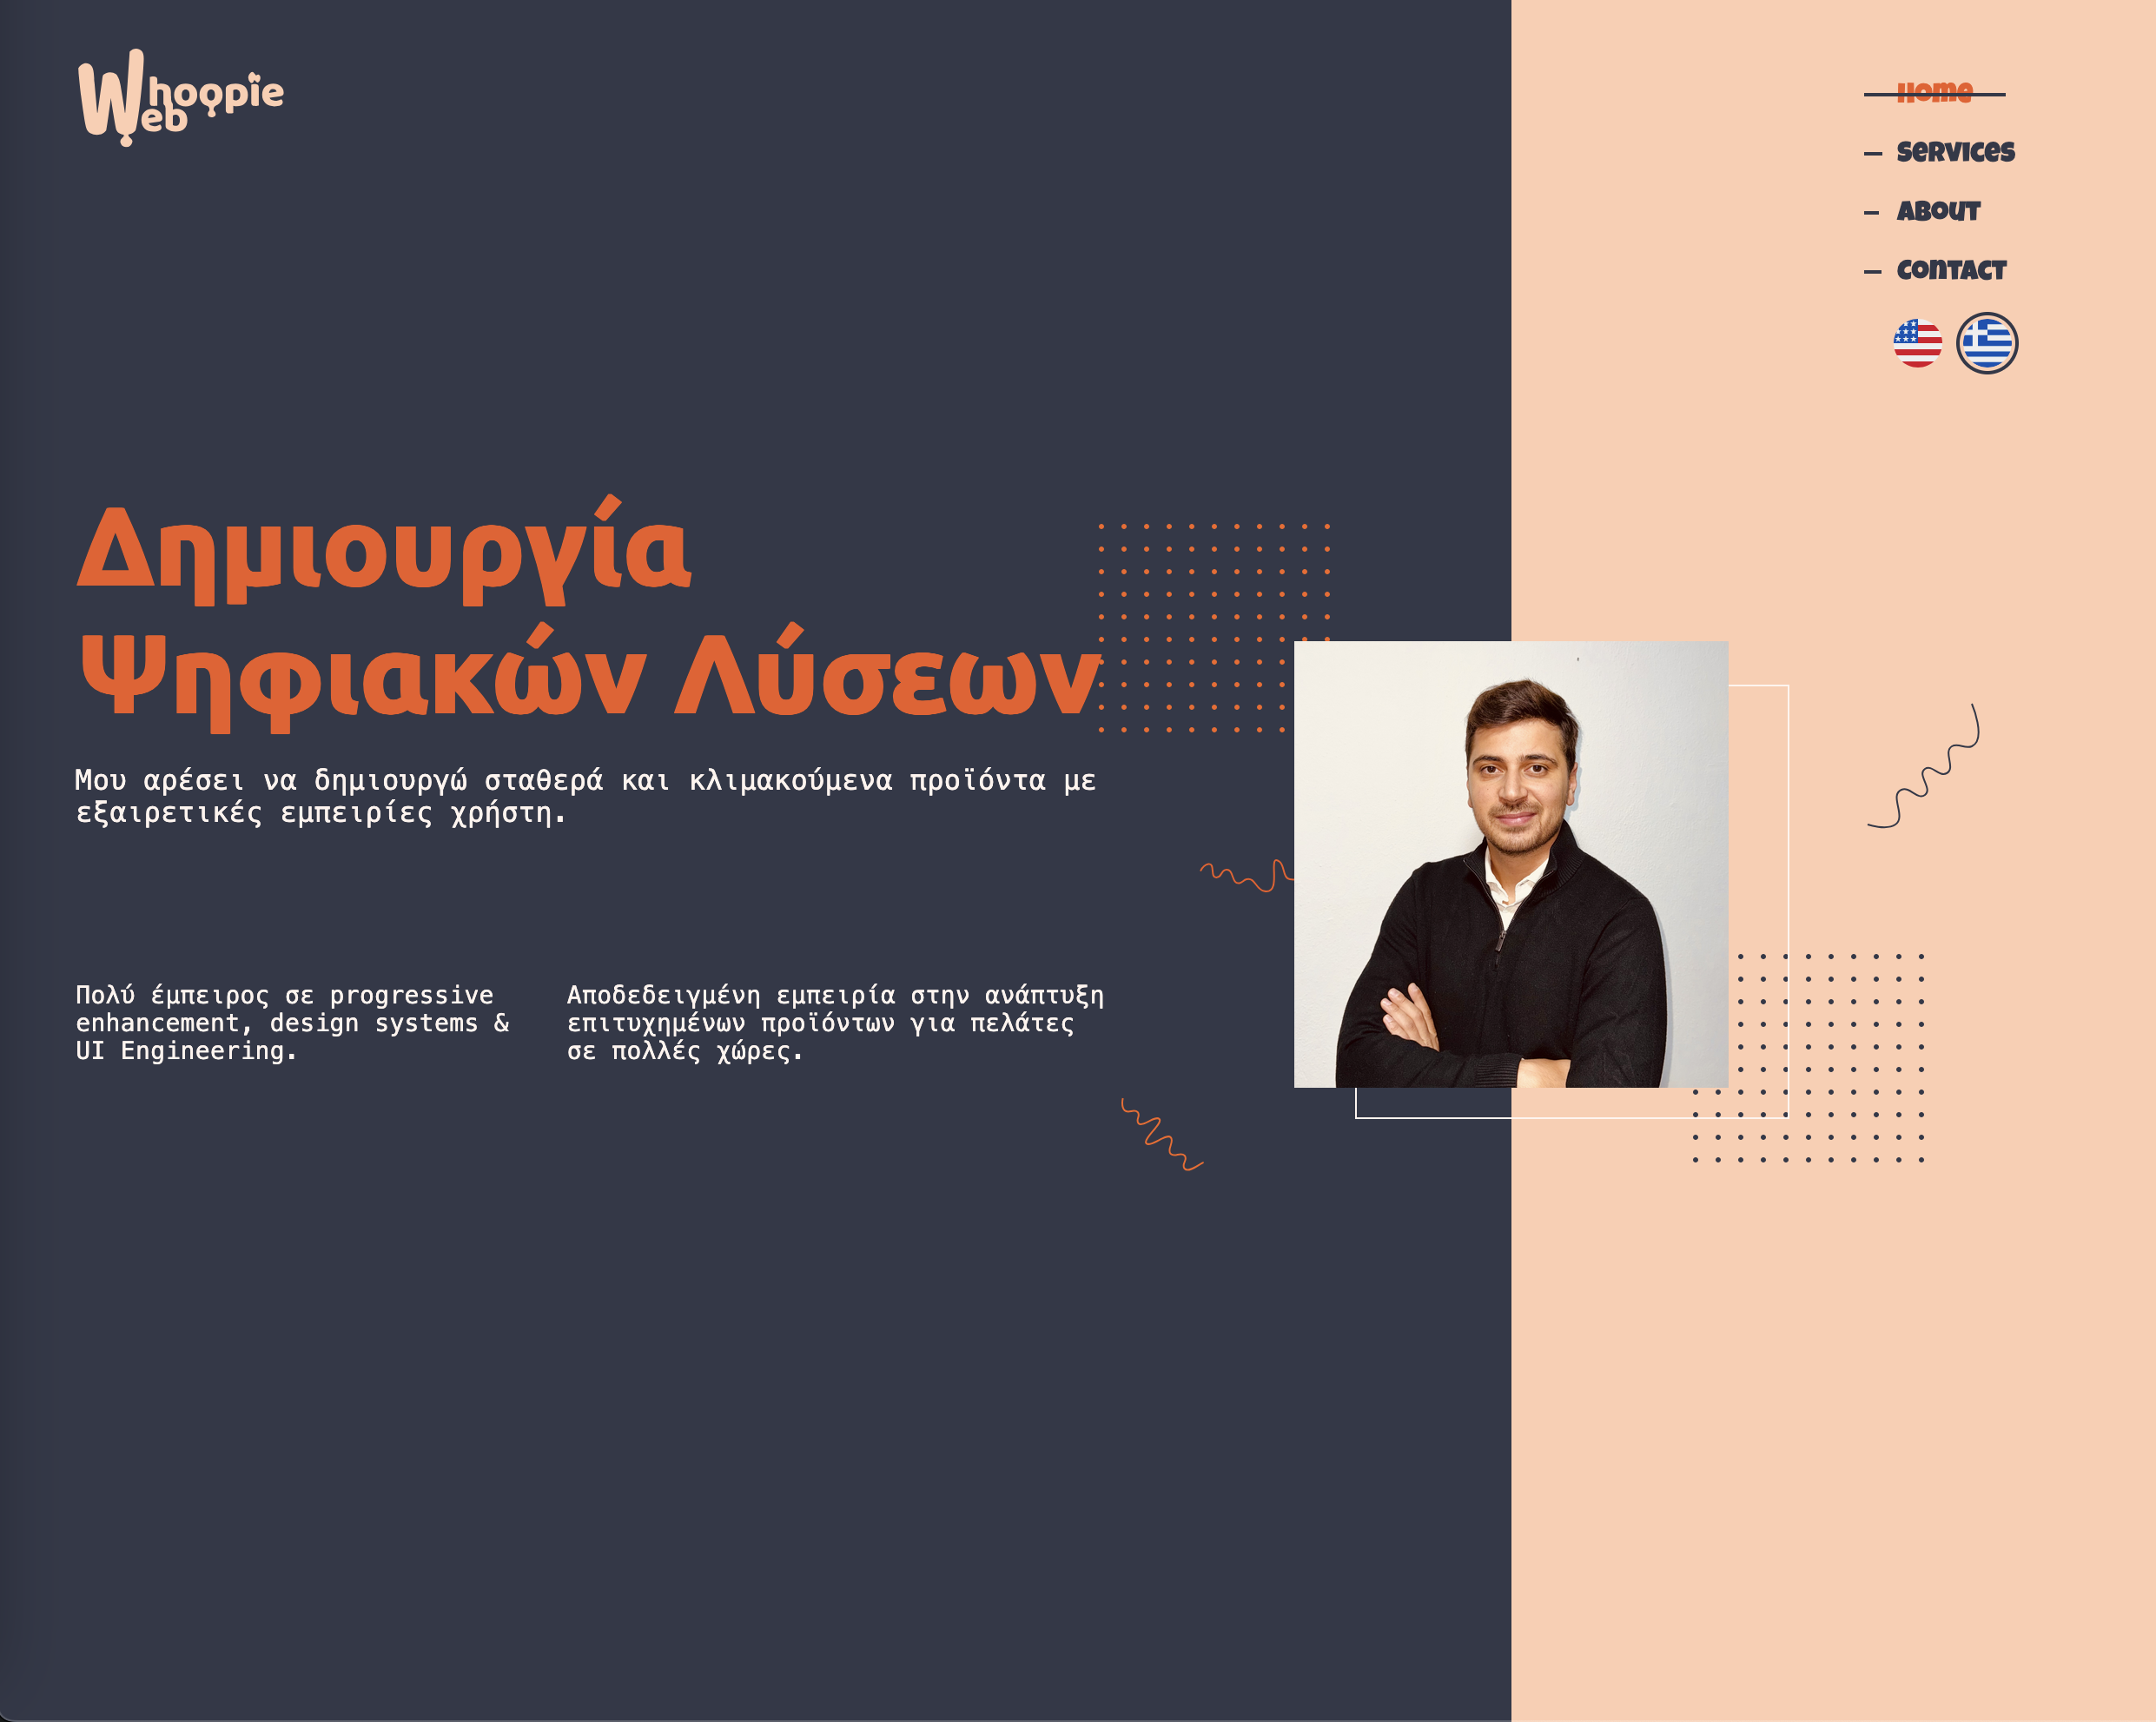 Whoopie
Web
Home
Services
About
Contact
Δημιουργία
Ψηφιακών Λύσεων
Μου αρέσει να δημιουργώ σταθερά και κλιμακούμενα προϊόντα με
εξαιρετικές εμπειρίες χρήστη.
Πολύ έμπειρος σε progressive
enhancement, design systems &
UI Engineering.
Αποδεδειγμένη εμπειρία στην ανάπτυξη
επιτυχημένων προϊόντων για πελάτες
σε πολλές χώρες.